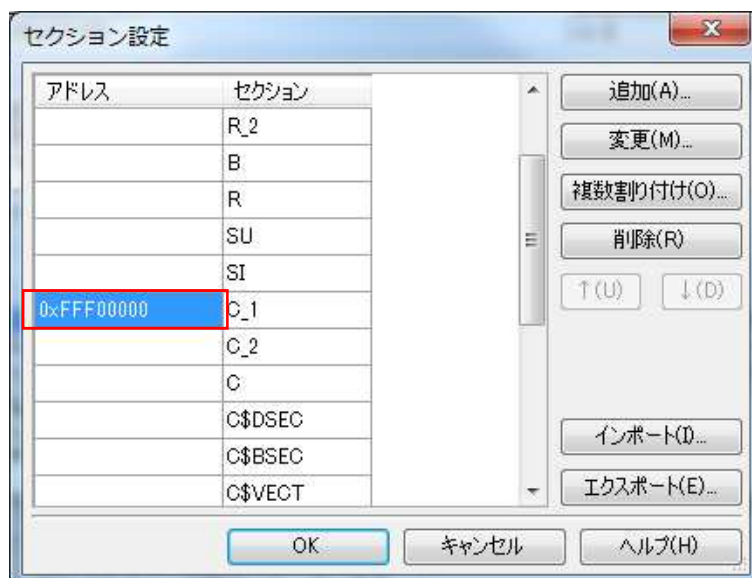 セクション設定
アドレス セクション
R_2
B
R
SU
SI
0xFFF00000 C_1
C_2
C
C$DSEC
C$BSEC
C$VECT
追加(A)...
変更(M)...
複数割り付け(O)...
削除(R)
↑(U) ↓(D)
インポート(I)...
エクスポート(E)...
OK キャンセル ヘルプ(H)